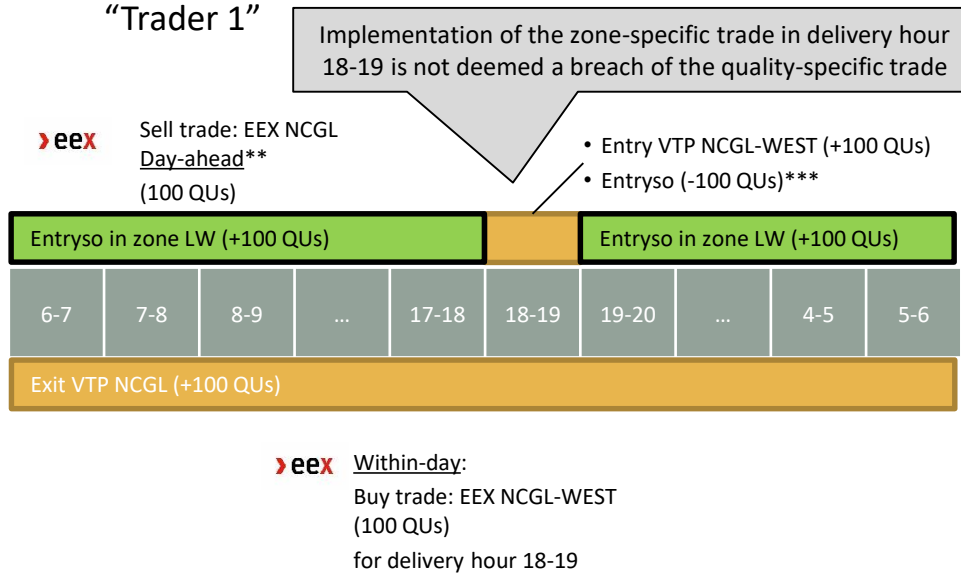 “Trader 1”
Implementation of the zone-specific trade in delivery hour
18-19 is not deemed a breach of the quality-specific trade
eex
Sell trade: EEX NCGL
Day-ahead**
(100 QUs)
• Entry VTP NCGL-WEST (+100 QUs)
• Entryso (-100 QUs)***
Entryso in zone LW (+100 QUs)
Entryso in zone LW (+100 QUs)
6-7 7-8 8-9 ... 17-18 18-19 19-20 ... 4-5 5-6
Exit VTP NCGL (+100 QUs)
eex
Within-day:
Buy trade: EEX NCGL-WEST
(100 QUs)
for delivery hour 18-19